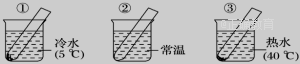 ① ② ③
冷水
(5 ℃)
常温
热水
(40 ℃)